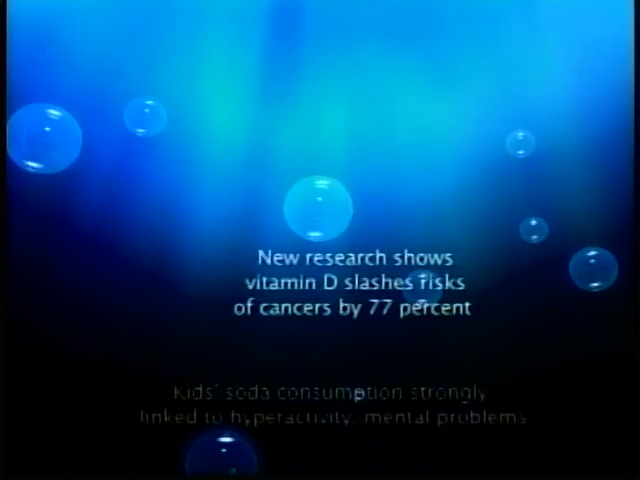 New research shows
vitamin D slashes risks
of cancers by 77 percent
Kids' soda consumption strongly
linked to hyperactivity, mental problems